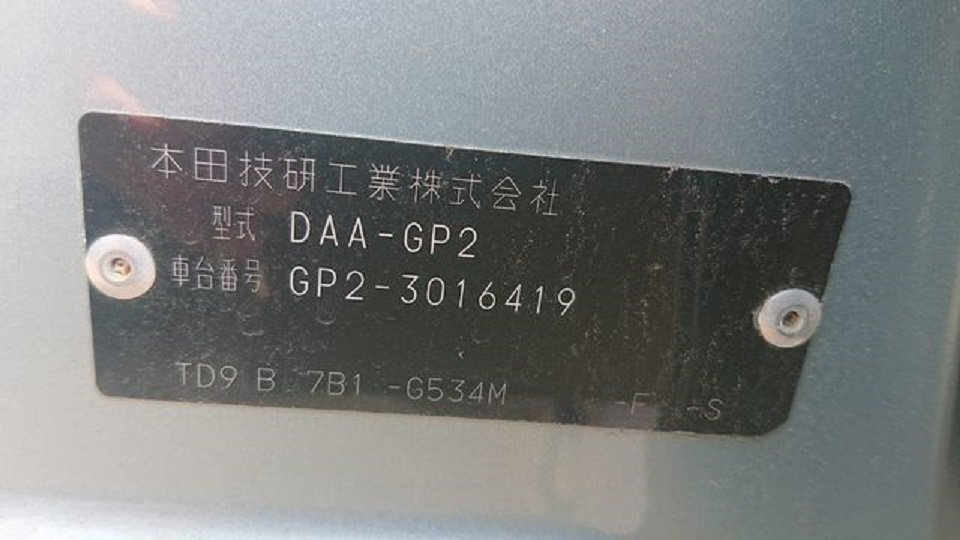 本田技研工業株式会社
型式 DAA-GP2
車台番号 GP2-3016419
TD9 B 7B1 -G534M -F -S